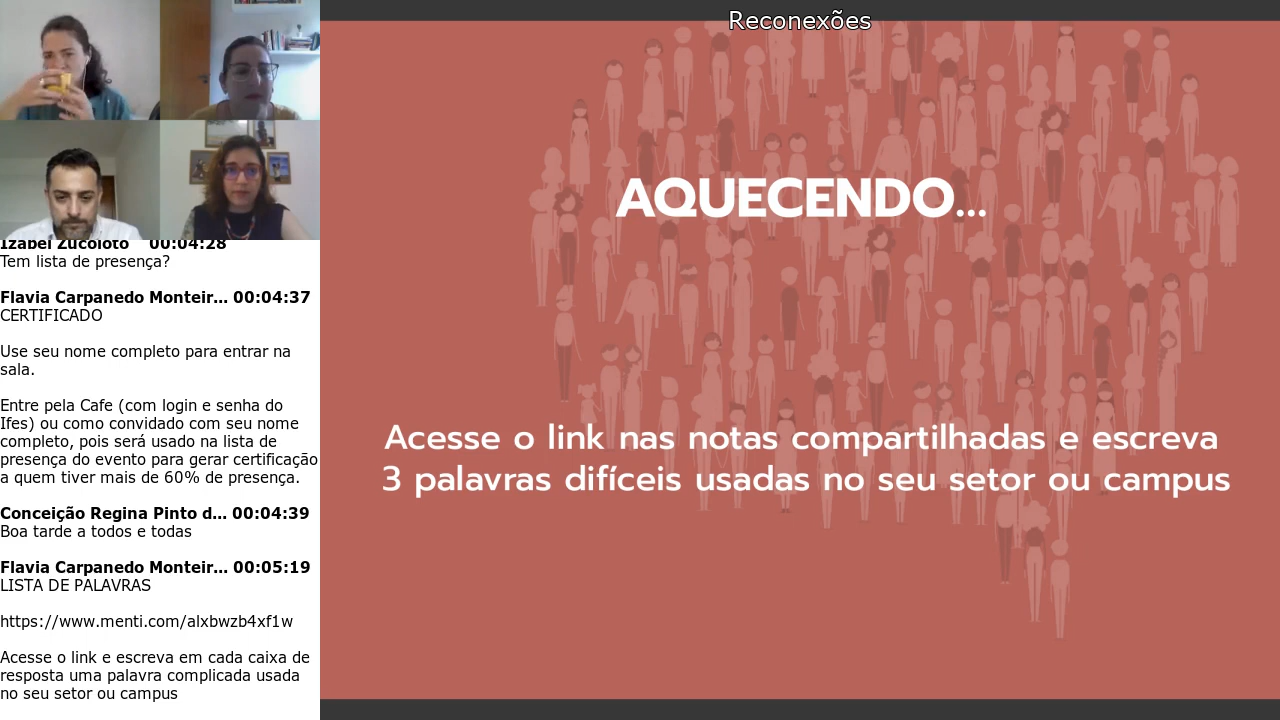 Reconexões
AQUECENDO...
Acesse o link nas notas compartilhadas e escreva
3 palavras difíceis usadas no seu setor ou campus
Izabel Zucoloto 00:04:28
Tem lista de presença?
Flavia Carpanedo Monteir... 00:04:37
CERTIFICADO
Use seu nome completo para entrar na
sala.
Entre pela Cafe (com login e senha do
Ifes) ou como convidado com seu nome
completo, pois será usado na lista de
presença do evento para gerar certificação
a quem tiver mais de 60% de presença.
Conceição Regina Pinto d... 00:04:39
Boa tarde a todos e todas
Flavia Carpanedo Monteir... 00:05:19
LISTA DE PALAVRAS
https://www.menti.com/alxbwzb4xf1w
Acesse o link e escreva em cada caixa de
resposta uma palavra complicada usada
no seu setor ou campus